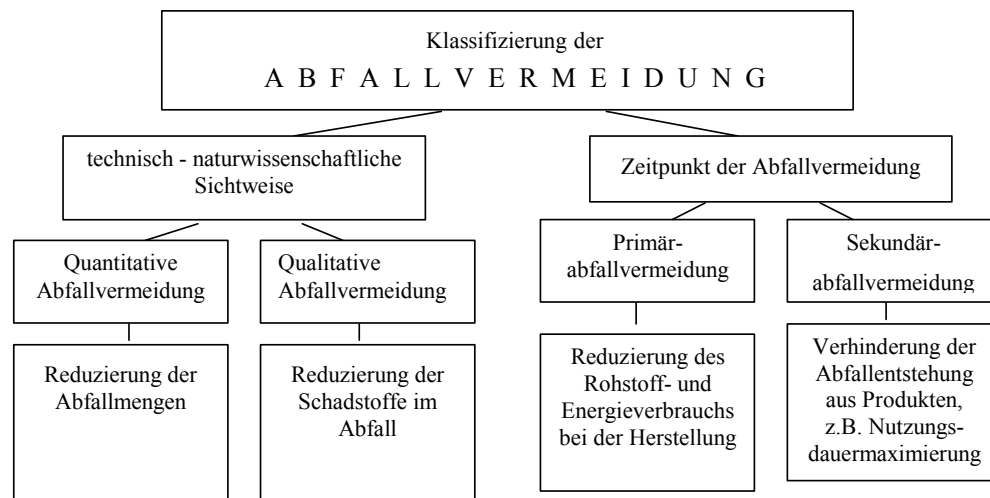 Klassifizierung der
A B F A L L V E R M E I D U N G
technisch - naturwissenschaftliche
Sichtweise
Zeitpunkt der Abfallvermeidung
Quantitative
Abfallvermeidung
Qualitative
Abfallvermeidung
Primär-
abfallvermeidung
Sekundär-
abfallvermeidung
Reduzierung der
Abfallmengen
Reduzierung der
Schadstoffe im
Abfall
Reduzierung des
Rohstoff- und
Energieverbrauchs
bei der Herstellung
Verhinderung der
Abfallentstehung
aus Produkten,
z.B. Nutzungs-
dauermaximierung